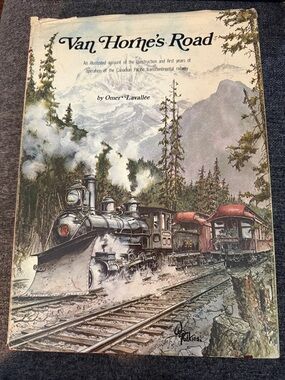 Van Horne's Road
An illustrated account of the construction and first years of
operation of the Canadian Pacific transcontinental railway
by Omer Lavallée